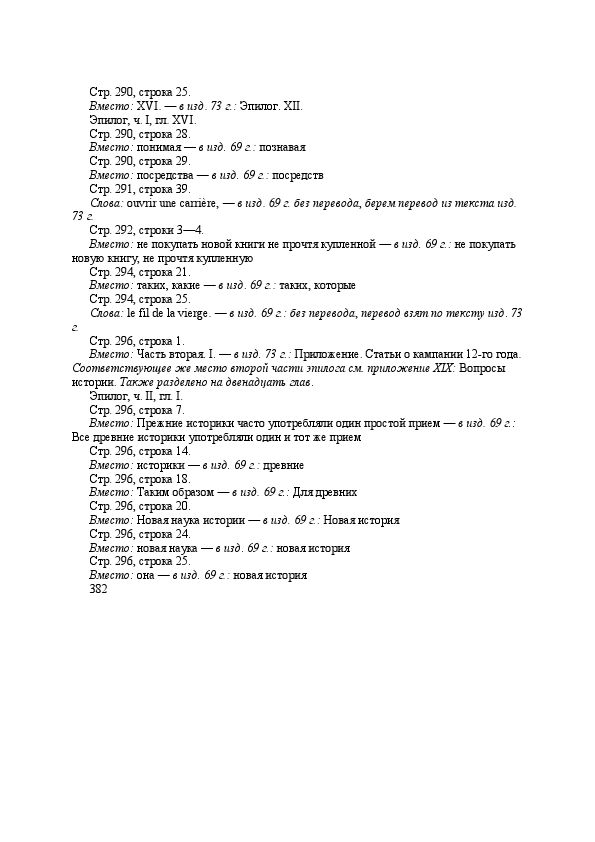 Стр. 290, строка 25.
Вместо: XVI. — в изд. 73 г.: Эпилог. XII.
Эпилог, ч. I, гл. XVI.
Стр. 290, строка 28.
Вместо: понимая — в изд. 69 г.: познавая
Стр. 290, строка 29.
Вместо: посредства — в изд. 69 г.: посредств
Стр. 291, строка 39.
Слова: ouvrir une carrière, — в изд. 69 г. без перевода, берем перевод из текста изд.
73 г.
Стр. 292, строки 3—4.
Вместо: не покупать новой книги не прочтя купленной — в изд. 69 г.: не покупать
новую книгу, не прочтя купленную
Стр. 294, строка 21.
Вместо: таких, какие — в изд. 69 г.: таких, которые
Стр. 294, строка 25.
Слова: le fil de la vierge. — в изд. 69 г.: без перевода, перевод взят по тексту изд. 73
г.
Стр. 296, строка 1.
Вместо: Часть вторая. I. — в изд. 73 г.: Приложение. Статьи о кампании 12-го года.
Соответствующее же место второй части эпилога см. приложение XIX: Вопросы
истории. Также разделено на двенадцать глав.
Эпилог, ч. II, гл. I.
Стр. 296, строка 7.
Вместо: Прежние историки часто употребляли один простой прием — в изд. 69 г.:
Все древние историки употребляли один и тот же прием
Стр. 296, строка 14.
Вместо: историки — в изд. 69 г.: древние
Стр. 296, строка 18.
Вместо: Таким образом — в изд. 69 г.: Для древних
Стр. 296, строка 20.
Вместо: Новая наука истории — в изд. 69 г.: Новая история
Стр. 296, строка 24.
Вместо: новая наука — в изд. 69 г.: новая история
Стр. 296, строка 25.
Вместо: она — в изд. 69 г.: новая история
382